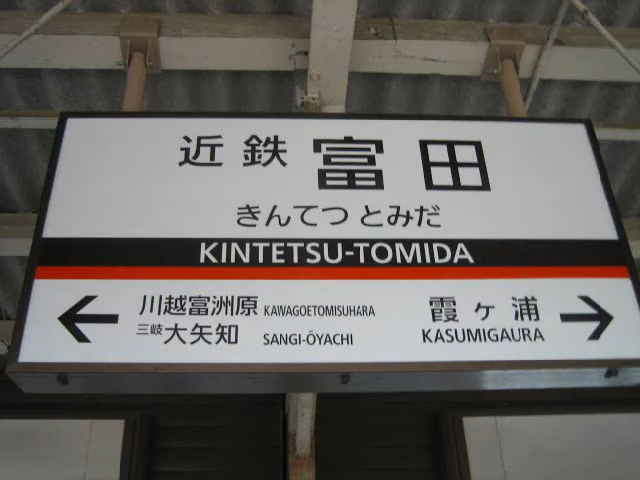 近鉄 富田
きんてつ とみだ
KINTETSU-TOMIDA
← 川越富洲原 KAWAGOETOMISUHARA
三岐 大矢知 SANGI-ŌYACHI
霞ヶ浦 →
KASUMIGAURA